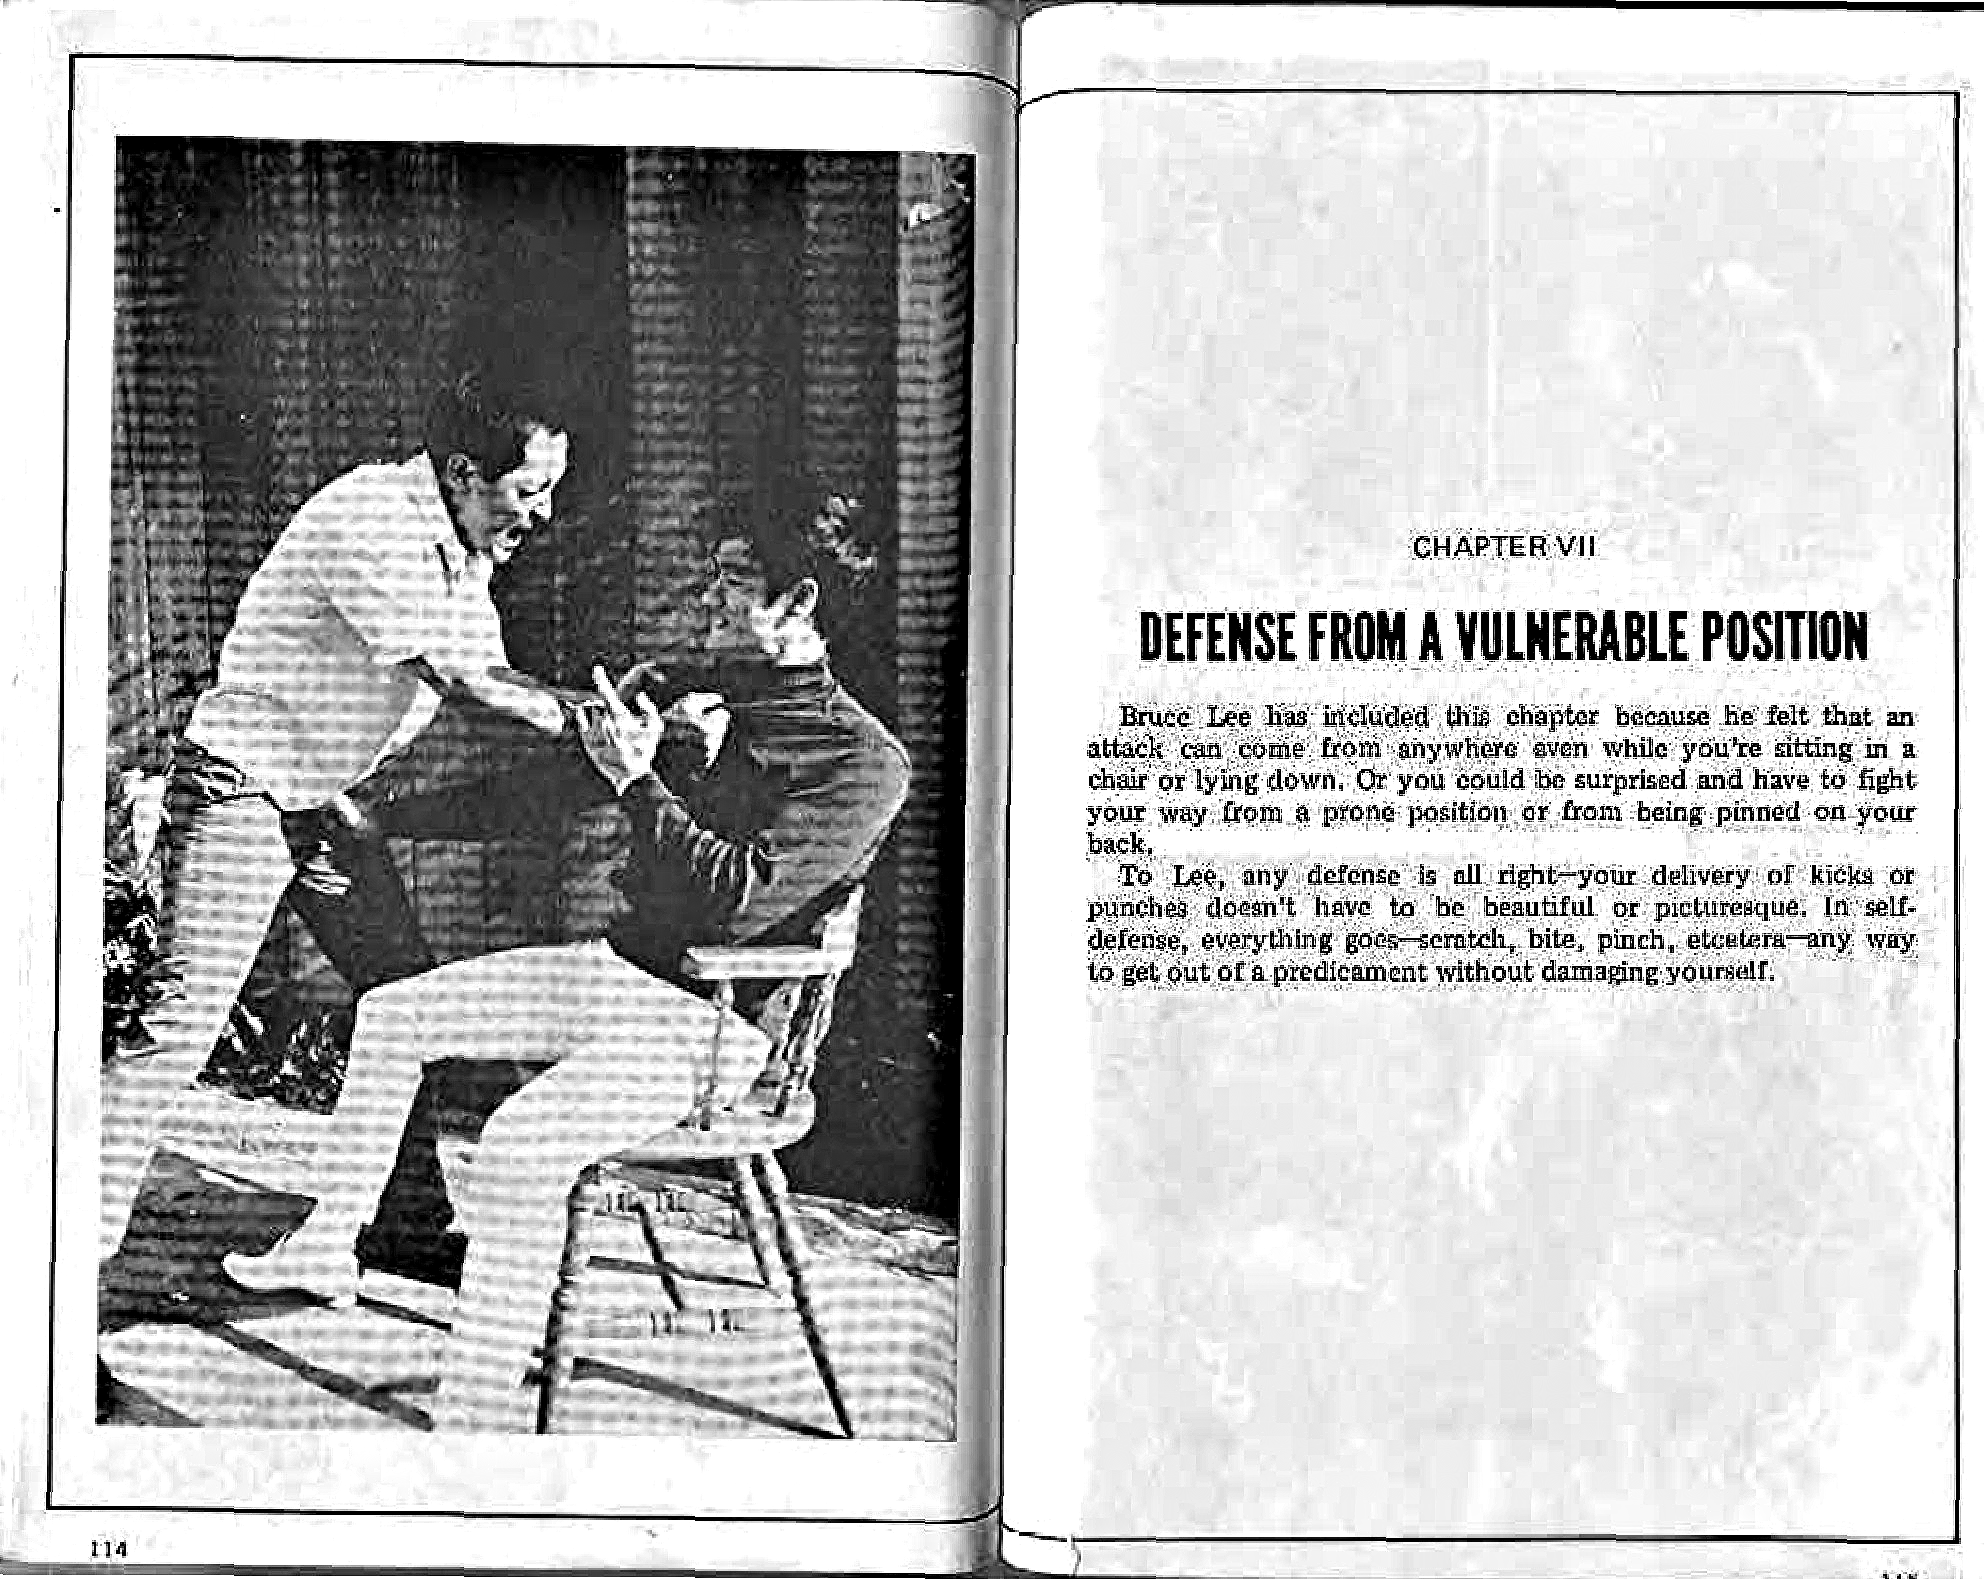 CHAPTER VII
DEFENSE FROM A VULNERABLE POSITION
Bruce Lee has included this chapter because he felt that an
attack can come from anywhere even while you're sitting in a
chair or lying down. Or you could be surprised and have to fight
your way from a prone position or from being pinned on your
back.
To Lee, any defense is all right—your delivery of kicks or
punches doesn't have to be beautiful or picturesque. In self-
defense, everything goes—scratch, bite, pinch, etcetera—any way
to get out of a predicament without damaging yourself.
114